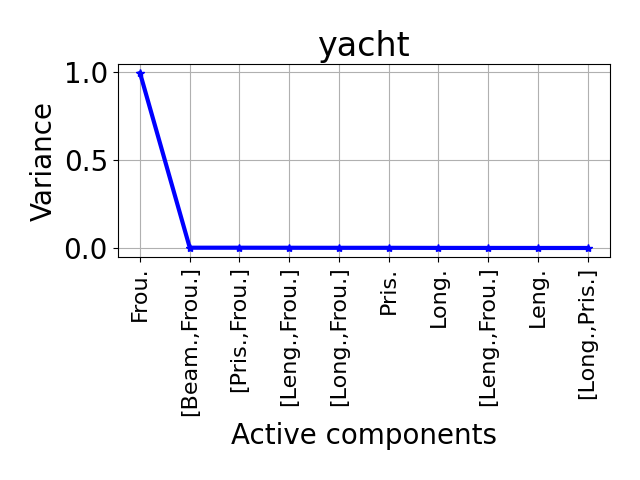 yacht
Variance
1.0
0.5
0.0
Frou.
[Beam.,Frou.]
[Pris.,Frou.]
[Leng.,Frou.]
[Long.,Frou.]
Pris.
Long.
[Leng.,Frou.]
Leng.
[Long.,Pris.]
Active components